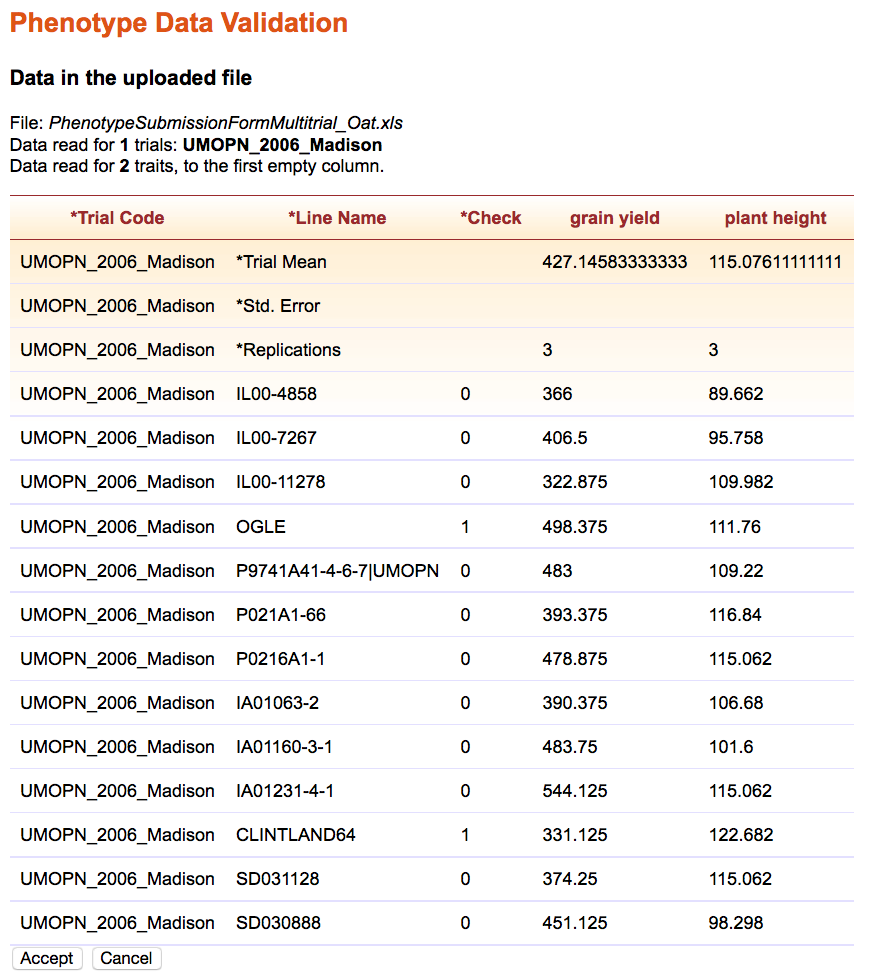 Phenotype Data Validation
Data in the uploaded file
File: PhenotypeSubmissionFormMultitrial_Oat.xls
Data read for 1 trials: UMOPN_2006_Madison
Data read for 2 traits, to the first empty column.
*Trial Code *Line Name *Check grain yield plant height
UMOPN_2006_Madison *Trial Mean 427.14583333333 115.07611111111
UMOPN_2006_Madison *Std. Error
UMOPN_2006_Madison *Replications 3 3
UMOPN_2006_Madison IL00-4858 0 366 89.662
UMOPN_2006_Madison IL00-7267 0 406.5 95.758
UMOPN_2006_Madison IL00-11278 0 322.875 109.982
UMOPN_2006_Madison OGLE 1 498.375 111.76
UMOPN_2006_Madison P9741A41-4-6-7|UMOPN 0 483 109.22
UMOPN_2006_Madison P021A1-66 0 393.375 116.84
UMOPN_2006_Madison P0216A1-1 0 478.875 115.062
UMOPN_2006_Madison IA01063-2 0 390.375 106.68
UMOPN_2006_Madison IA01160-3-1 0 483.75 101.6
UMOPN_2006_Madison IA01231-4-1 0 544.125 115.062
UMOPN_2006_Madison CLINTLAND64 1 331.125 122.682
UMOPN_2006_Madison SD031128 0 374.25 115.062
UMOPN_2006_Madison SD030888 0 451.125 98.298
Accept Cancel